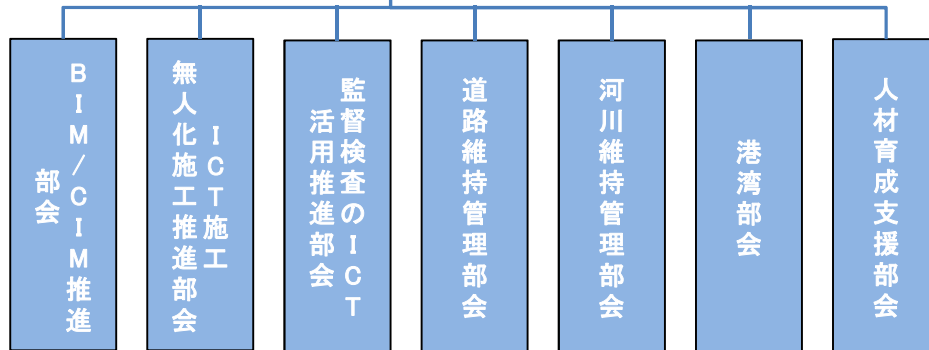 BIM/CIM推進
部会
ICT施工
無人化施工推進部会
監督検査のICT
活用推進部会
道路維持管理部会
河川維持管理部会
港湾部会
人材育成支援部会